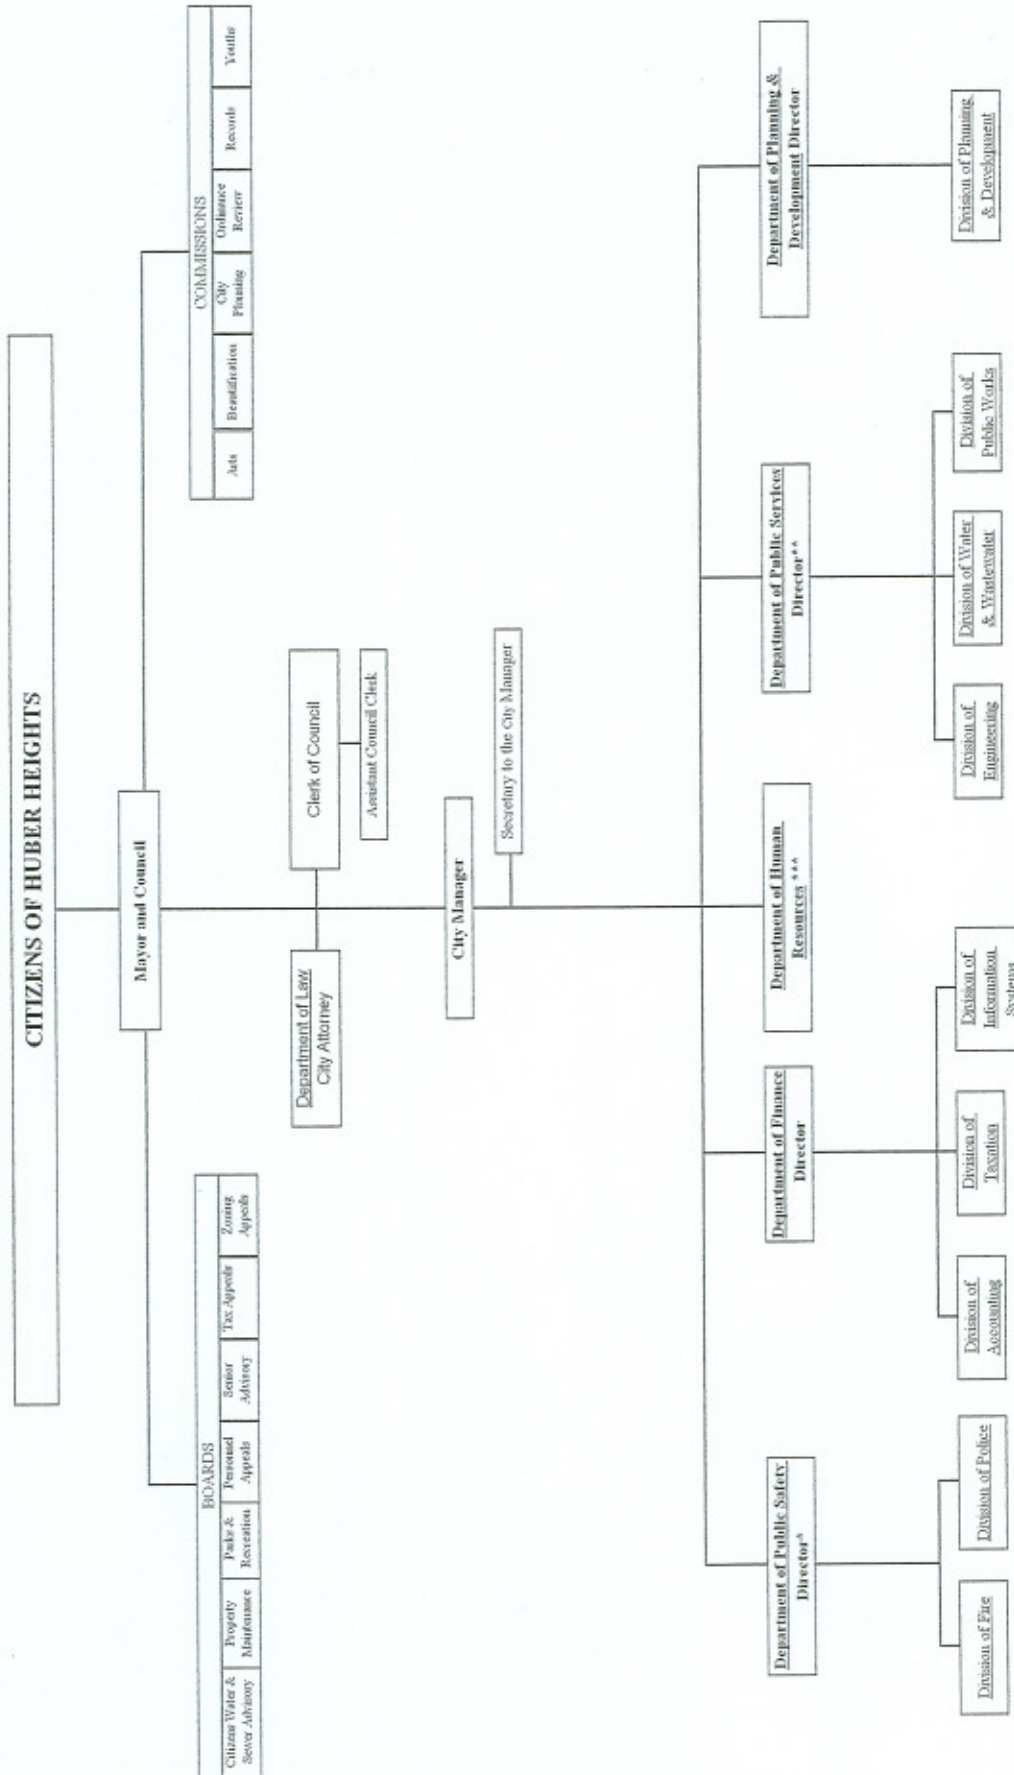 CITIZENS OF HUBER HEIGHTS
Mayor and Council
BOARDS
Citizens Water &
Sewer Advisory
Property
Maintenance
Parks &
Recreation
Personnel
Appeals
Senior
Advisory
Tax Appeals
Zoning
Appeals
COMMISSIONS
Arts
Beautification
City
Planning
Ordinance
Review
Records
Youths
Department of Law
City Attorney
Clerk of Council
Assistant Council Clerk
City Manager
Secretary to the City Manager
Department of Public Safety
Director*
Department of Finance
Director
Department of Human
Resources ***
Department of Public Services
Director**
Department of Planning &
Development Director
Division of Fire
Division of Police
Division of
Accounting
Division of
Taxation
Division of
Information
Systems
Division of
Engineering
Division of Water
& Wastewater
Division of
Public Works
Division of Planning
& Development